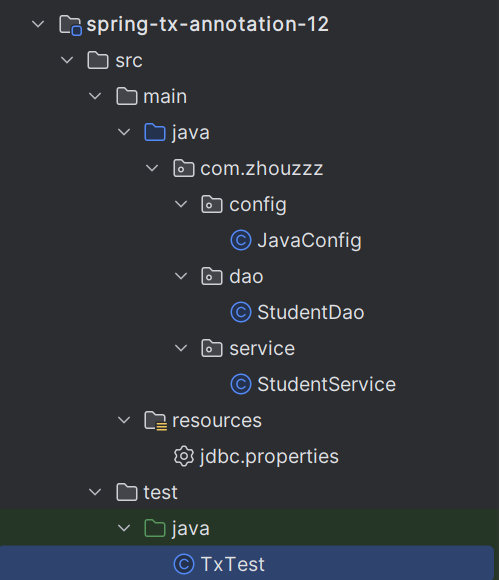 spring-tx-annotation-12
src
main
java
com.zhouzzz
config
JavaConfig
dao
StudentDao
service
StudentService
resources
jdbc.properties
test
java
TxTest